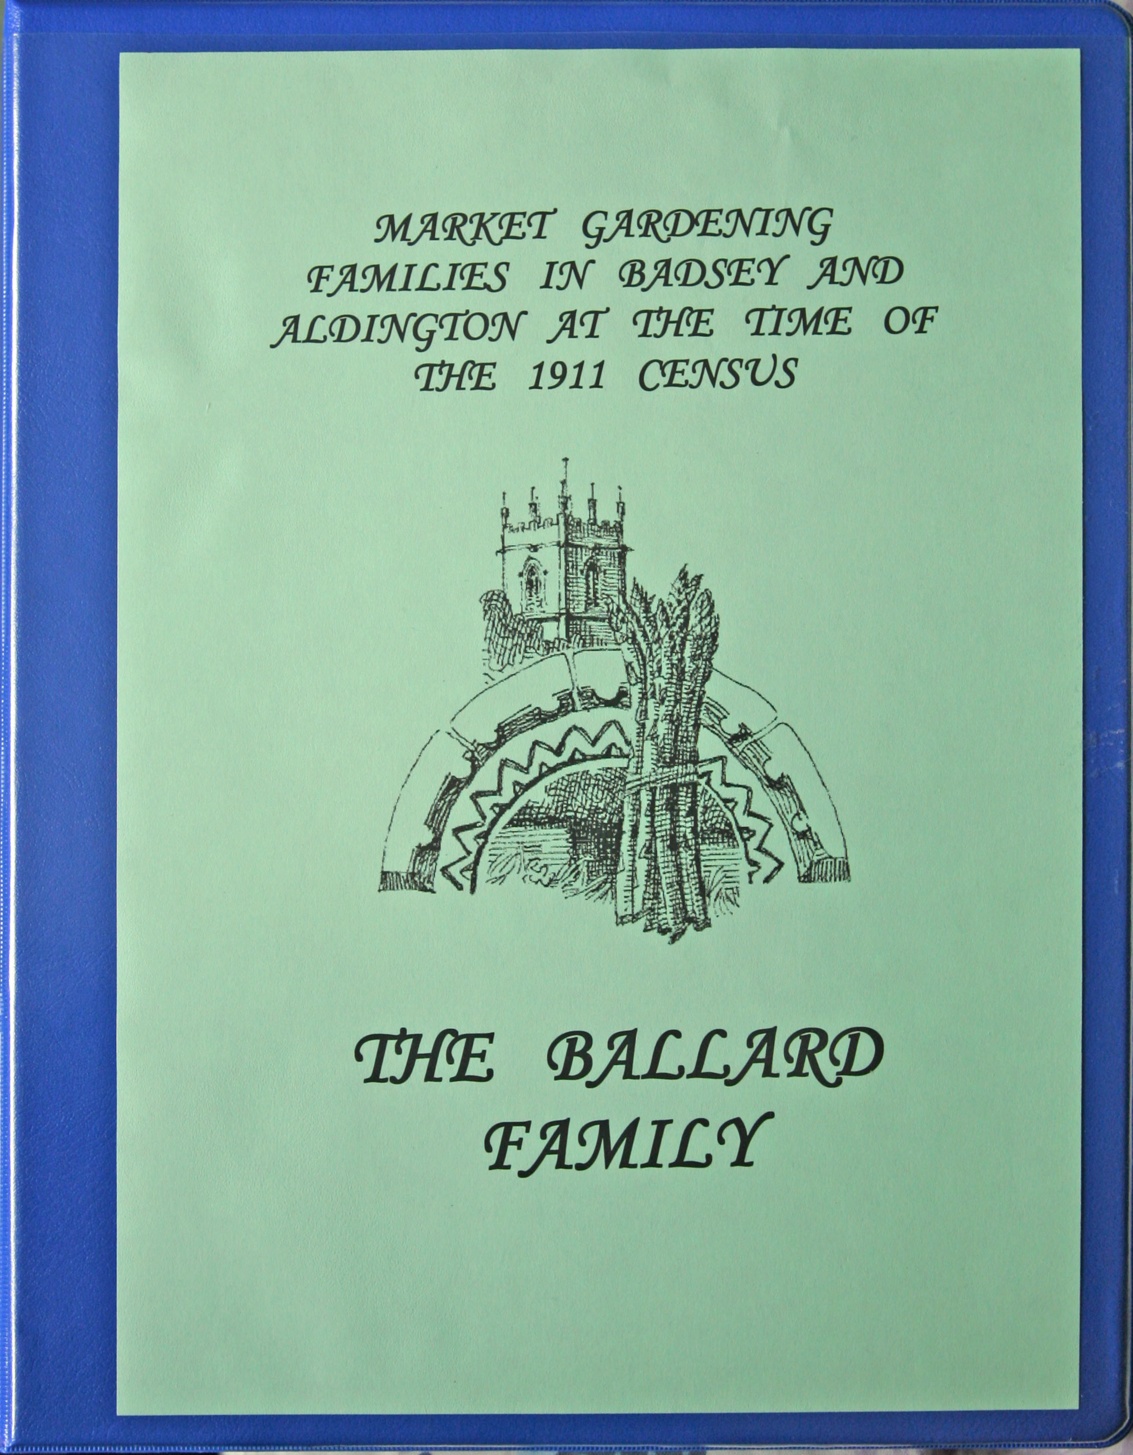 MARKET GARDENING
FAMILIES IN BADSEY AND
ALDINGTON AT THE TIME OF
THE 1911 CENSUS
THE BALLARD
FAMILY